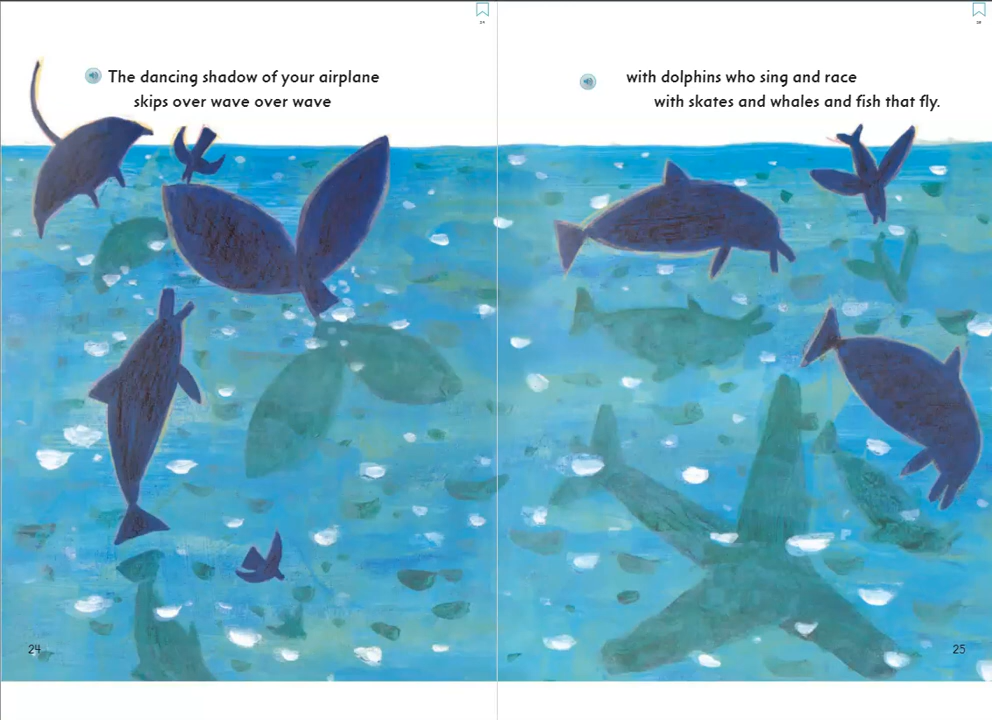 The dancing shadow of your airplane
skips over wave over wave
with dolphins who sing and race
with skates and whales and fish that fly.
24
25